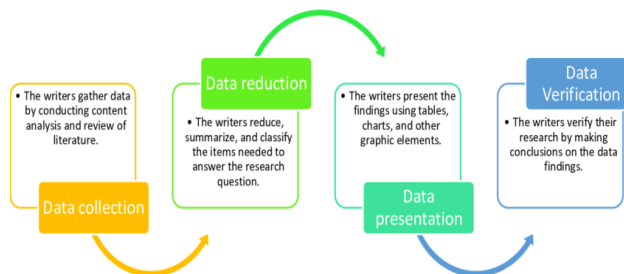 • The writers gather data
by conducting content
analysis and review of
literature.
Data collection
Data reduction
• The writers reduce,
summarize, and classify
the items needed to
answer the research
question.
• The writers present the
findings using tables,
charts, and other
graphic elements.
Data
presentation
Data
Verification
• The writers verify their
research by making
conclusions on the data
findings.